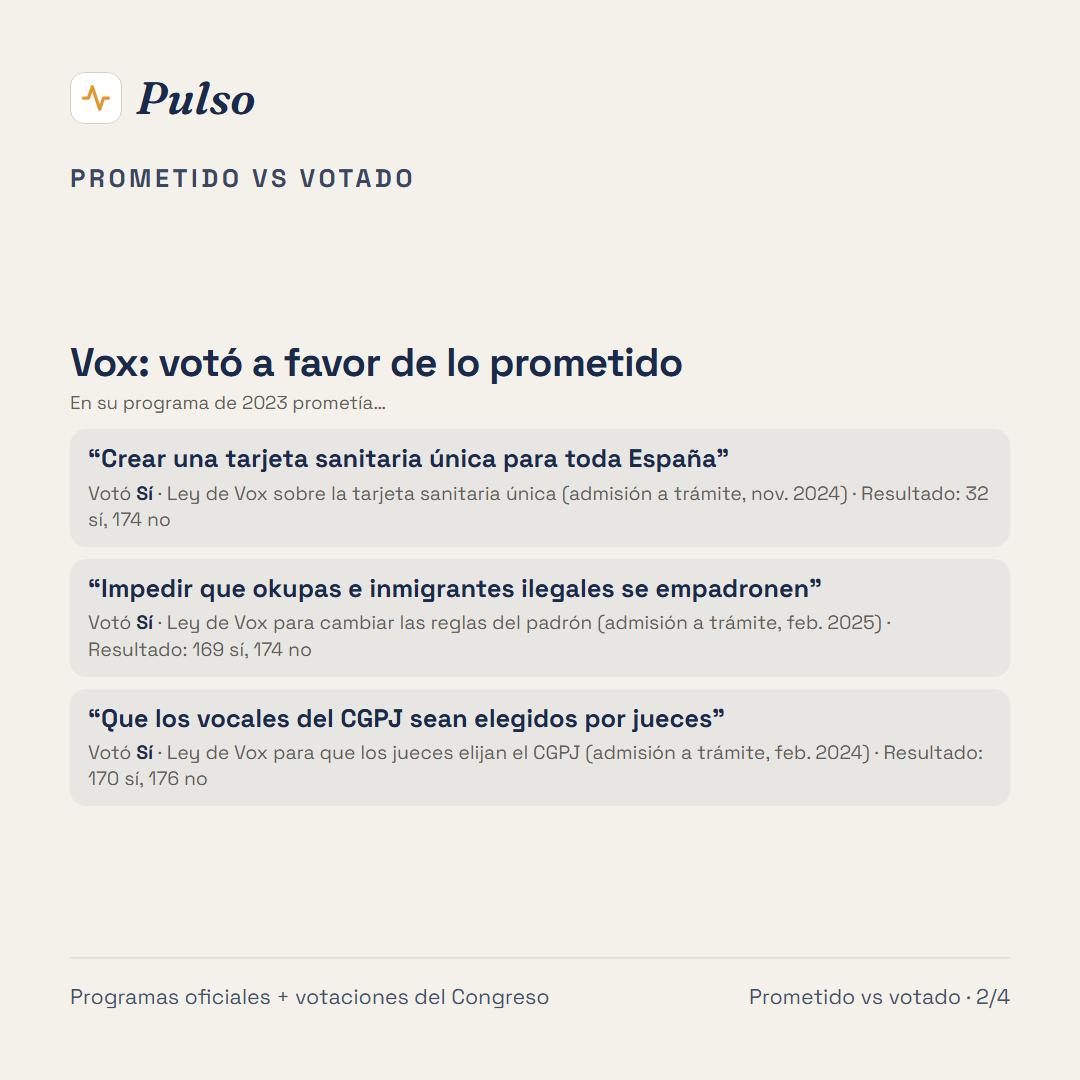 Pulso
PROMETIDO VS VOTADO
Vox: votó a favor de lo prometido
En su programa de 2023 prometía…
“Crear una tarjeta sanitaria única para toda España”
Votó Sí · Ley de Vox sobre la tarjeta sanitaria única (admisión a trámite, nov. 2024) · Resultado: 32
sí, 174 no
“Impedir que okupas e inmigrantes ilegales se empadronen”
Votó Sí · Ley de Vox para cambiar las reglas del padrón (admisión a trámite, feb. 2025) ·
Resultado: 169 sí, 174 no
“Que los vocales del CGPJ sean elegidos por jueces”
Votó Sí · Ley de Vox para que los jueces elijan el CGPJ (admisión a trámite, feb. 2024) · Resultado:
170 sí, 176 no
Programas oficiales + votaciones del Congreso
Prometido vs votado · 2/4